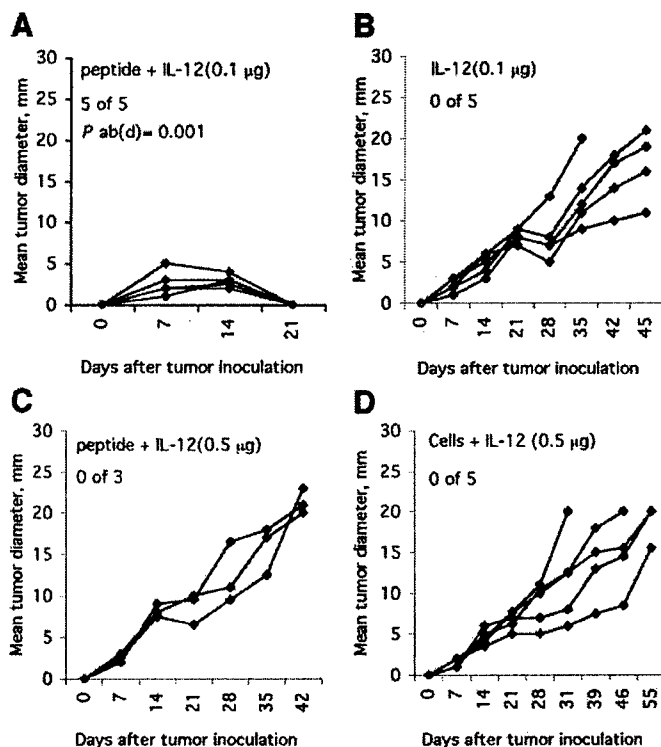 A
Mean tumor diameter, mm
30
25
20
15
10
5
0
peptide + IL-12(0.1 µg)
5 of 5
P ab(d)= 0.001
0 7 14 21
Days after tumor inoculation
B
Mean tumor diameter, mm
30
25
20
15
10
5
0
IL-12(0.1 µg)
0 of 5
0 7 14 21 28 35 42 45
Days after tumor inoculation
C
Mean tumor diameter, mm
30
25
20
15
10
5
0
peptide + IL-12(0.5 µg)
0 of 3
0 7 14 21 28 35 42
Days after tumor inoculation
D
Mean tumor diameter, mm
30
25
20
15
10
5
0
Cells + IL-12 (0.5 µg)
0 of 5
0 7 14 21 28 31 39 46 55
Days after tumor inoculation